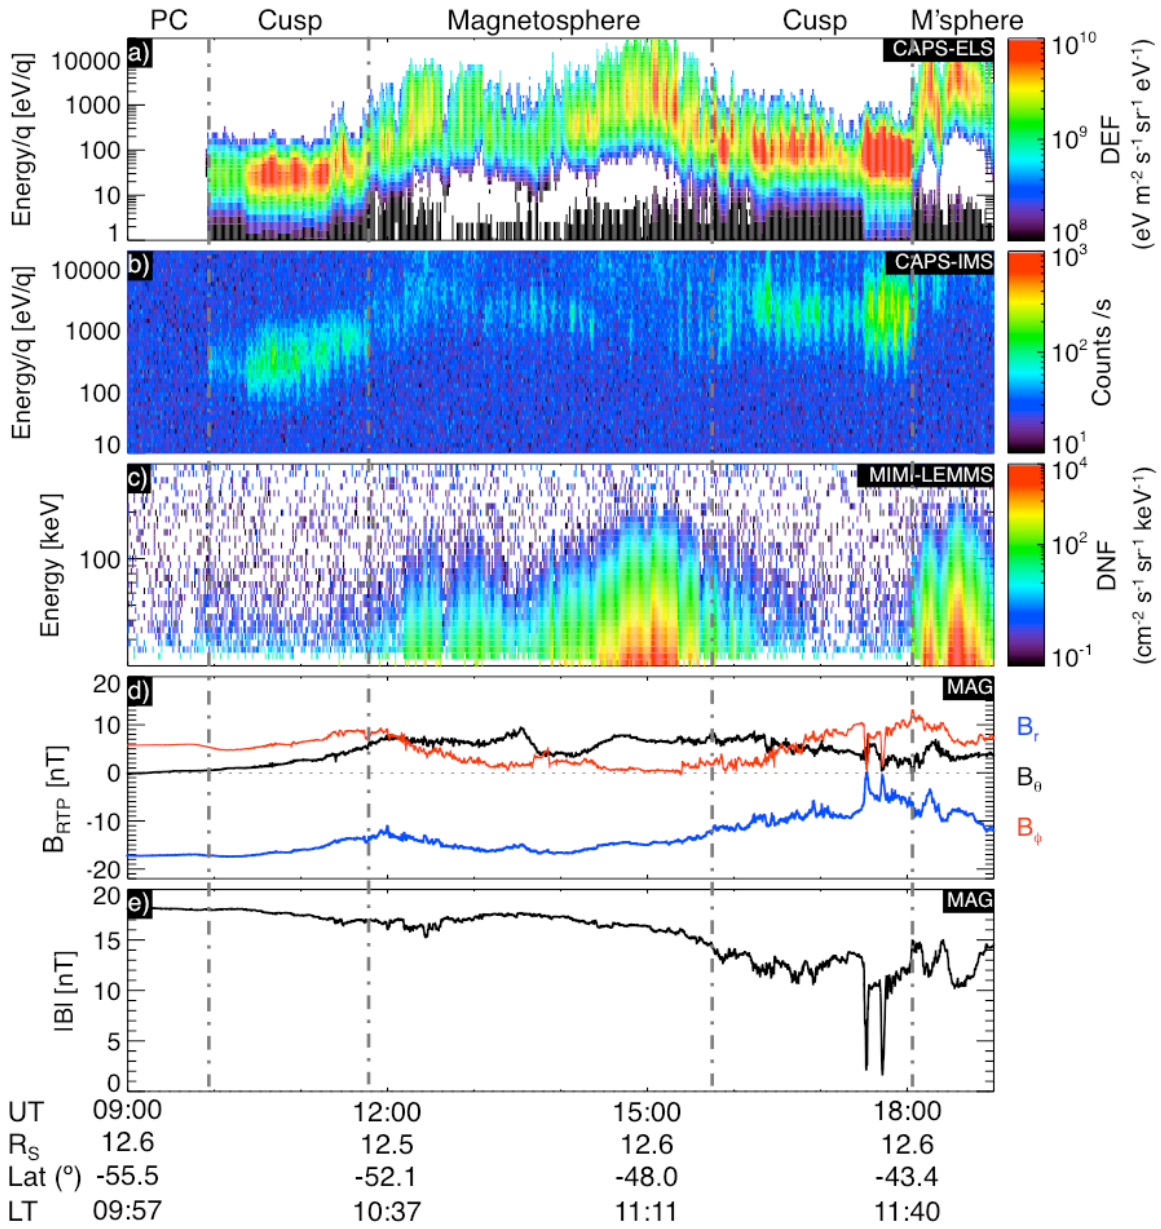 PC Cusp Magnetosphere Cusp M'sphere
a) CAPS-ELS
Energy/q [eV/q]
10000
1000
100
10
1
10¹⁰
10⁹
10⁸
DEF
(eV m⁻² s⁻¹ sr⁻¹ eV⁻¹)
b) CAPS-IMS
Energy/q [eV/q]
10000
1000
100
10
10³
10²
10¹
Counts /s
c) MIMI-LEMMS
Energy [keV]
100
10⁴
10²
10⁻¹
DNF
(cm⁻² s⁻¹ sr⁻¹ keV⁻¹)
d) MAG
B_RTP [nT]
20
10
0
-10
-20
B_r
B_θ
B_ϕ
e) MAG
|B| [nT]
20
15
10
5
0
UT 09:00 12:00 15:00 18:00
R_S 12.6 12.5 12.6 12.6
Lat (°) -55.5 -52.1 -48.0 -43.4
LT 09:57 10:37 11:11 11:40